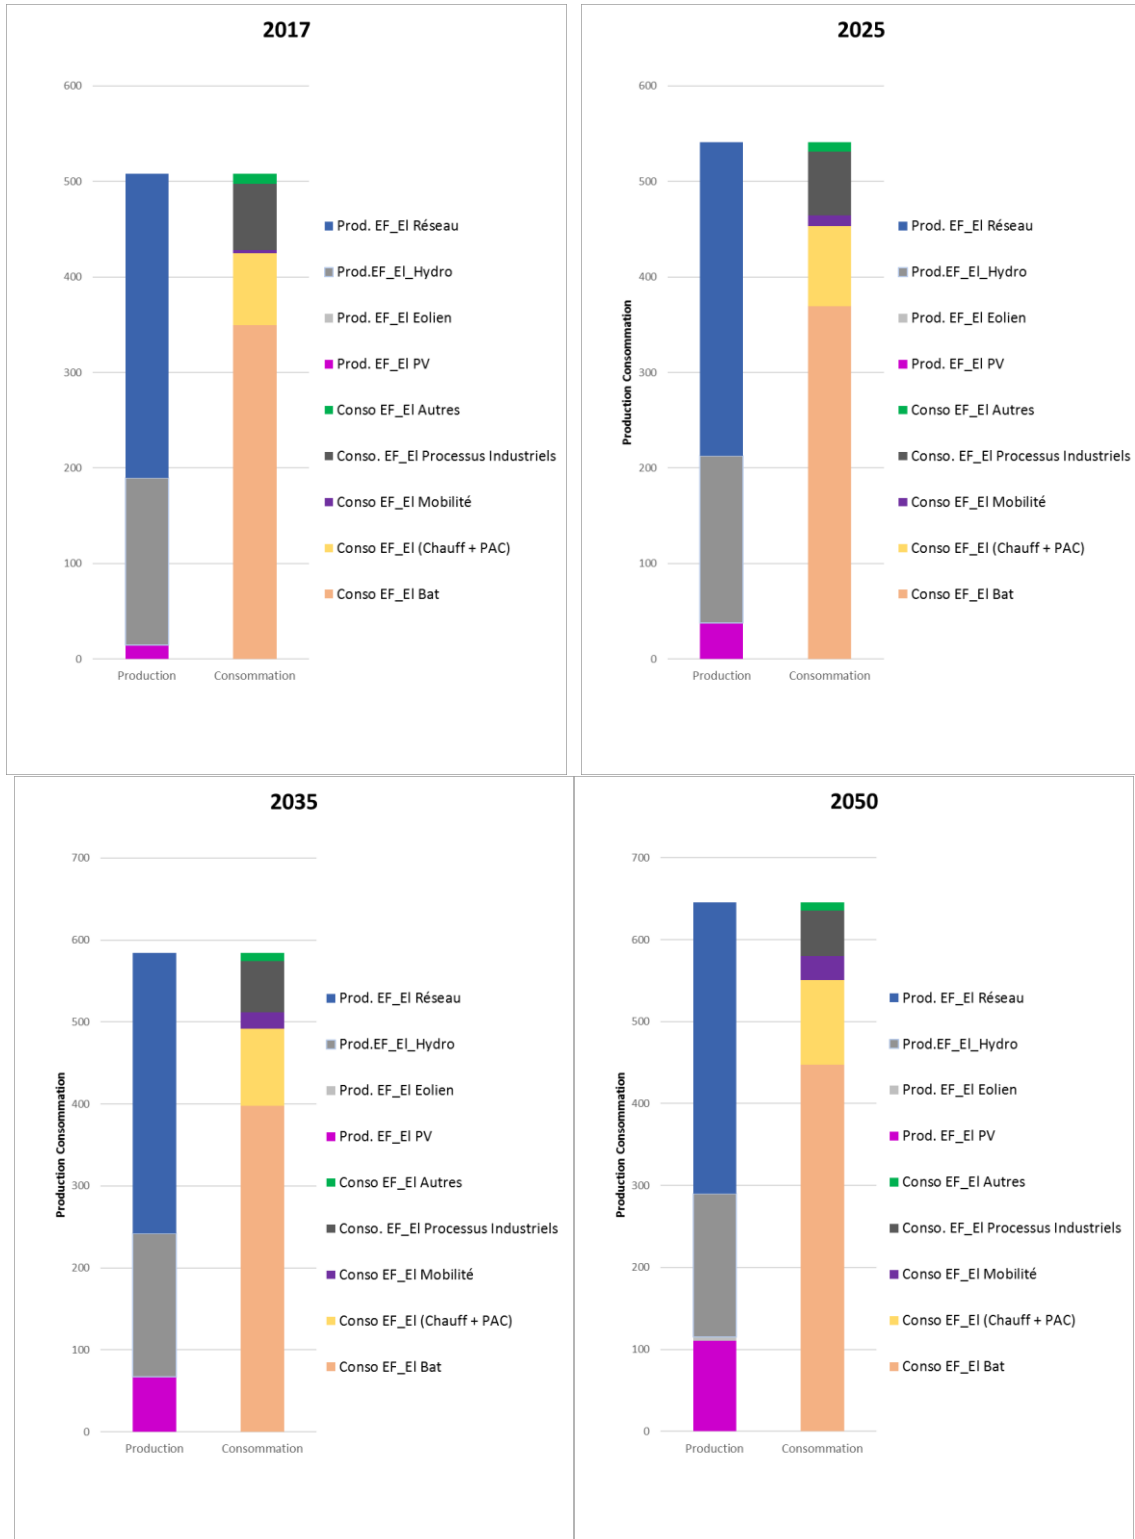 2017
600
500
400
300
200
100
0
Production
Consommation
Prod. EF_El Réseau
Prod.EF_El_Hydro
Prod. EF_El Eolien
Prod. EF_El PV
Conso EF_El Autres
Conso. EF_El Processus Industriels
Conso EF_El Mobilité
Conso EF_El (Chauff + PAC)
Conso EF_El Bat
2025
Production Consommation
600
500
400
300
200
100
0
Production
Consommation
Prod. EF_El Réseau
Prod.EF_El_Hydro
Prod. EF_El Eolien
Prod. EF_El PV
Conso EF_El Autres
Conso. EF_El Processus Industriels
Conso EF_El Mobilité
Conso EF_El (Chauff + PAC)
Conso EF_El Bat
2035
Production Consommation
700
600
500
400
300
200
100
0
Production
Consommation
Prod. EF_El Réseau
Prod.EF_El_Hydro
Prod. EF_El Eolien
Prod. EF_El PV
Conso EF_El Autres
Conso. EF_El Processus Industriels
Conso EF_El Mobilité
Conso EF_El (Chauff + PAC)
Conso EF_El Bat
2050
Production Consommation
700
600
500
400
300
200
100
0
Production
Consommation
Prod. EF_El Réseau
Prod.EF_El_Hydro
Prod. EF_El Eolien
Prod. EF_El PV
Conso EF_El Autres
Conso. EF_El Processus Industriels
Conso EF_El Mobilité
Conso EF_El (Chauff + PAC)
Conso EF_El Bat